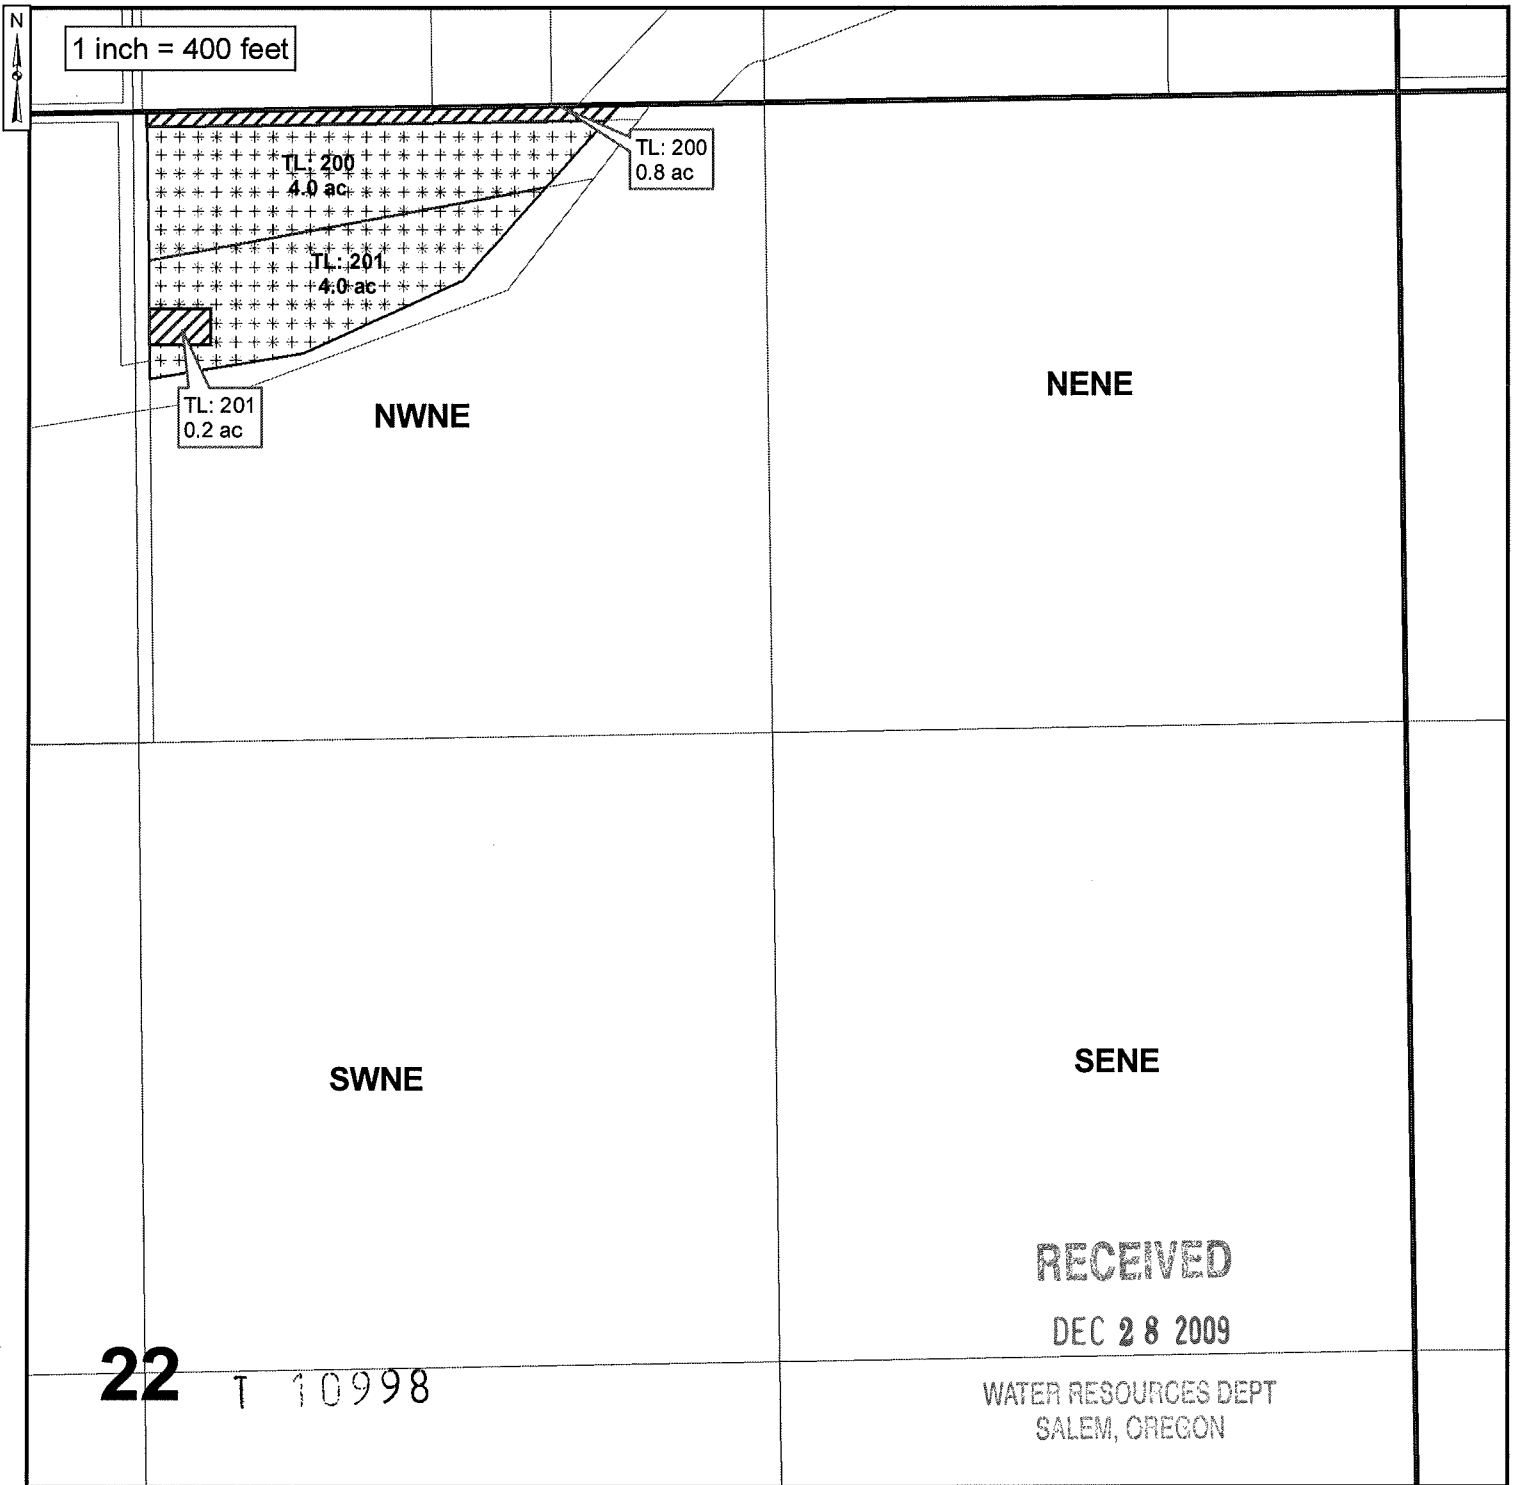 N
1 inch = 400 feet
TL: 200
4.0 ac
TL: 200
0.8 ac
TL: 201
4.0 ac
TL: 201
0.2 ac
NWNE
NENE
SWNE
SENE
RECEIVED
DEC 28 2009
WATER RESOURCES DEPT
SALEM, OREGON
22
T 10998